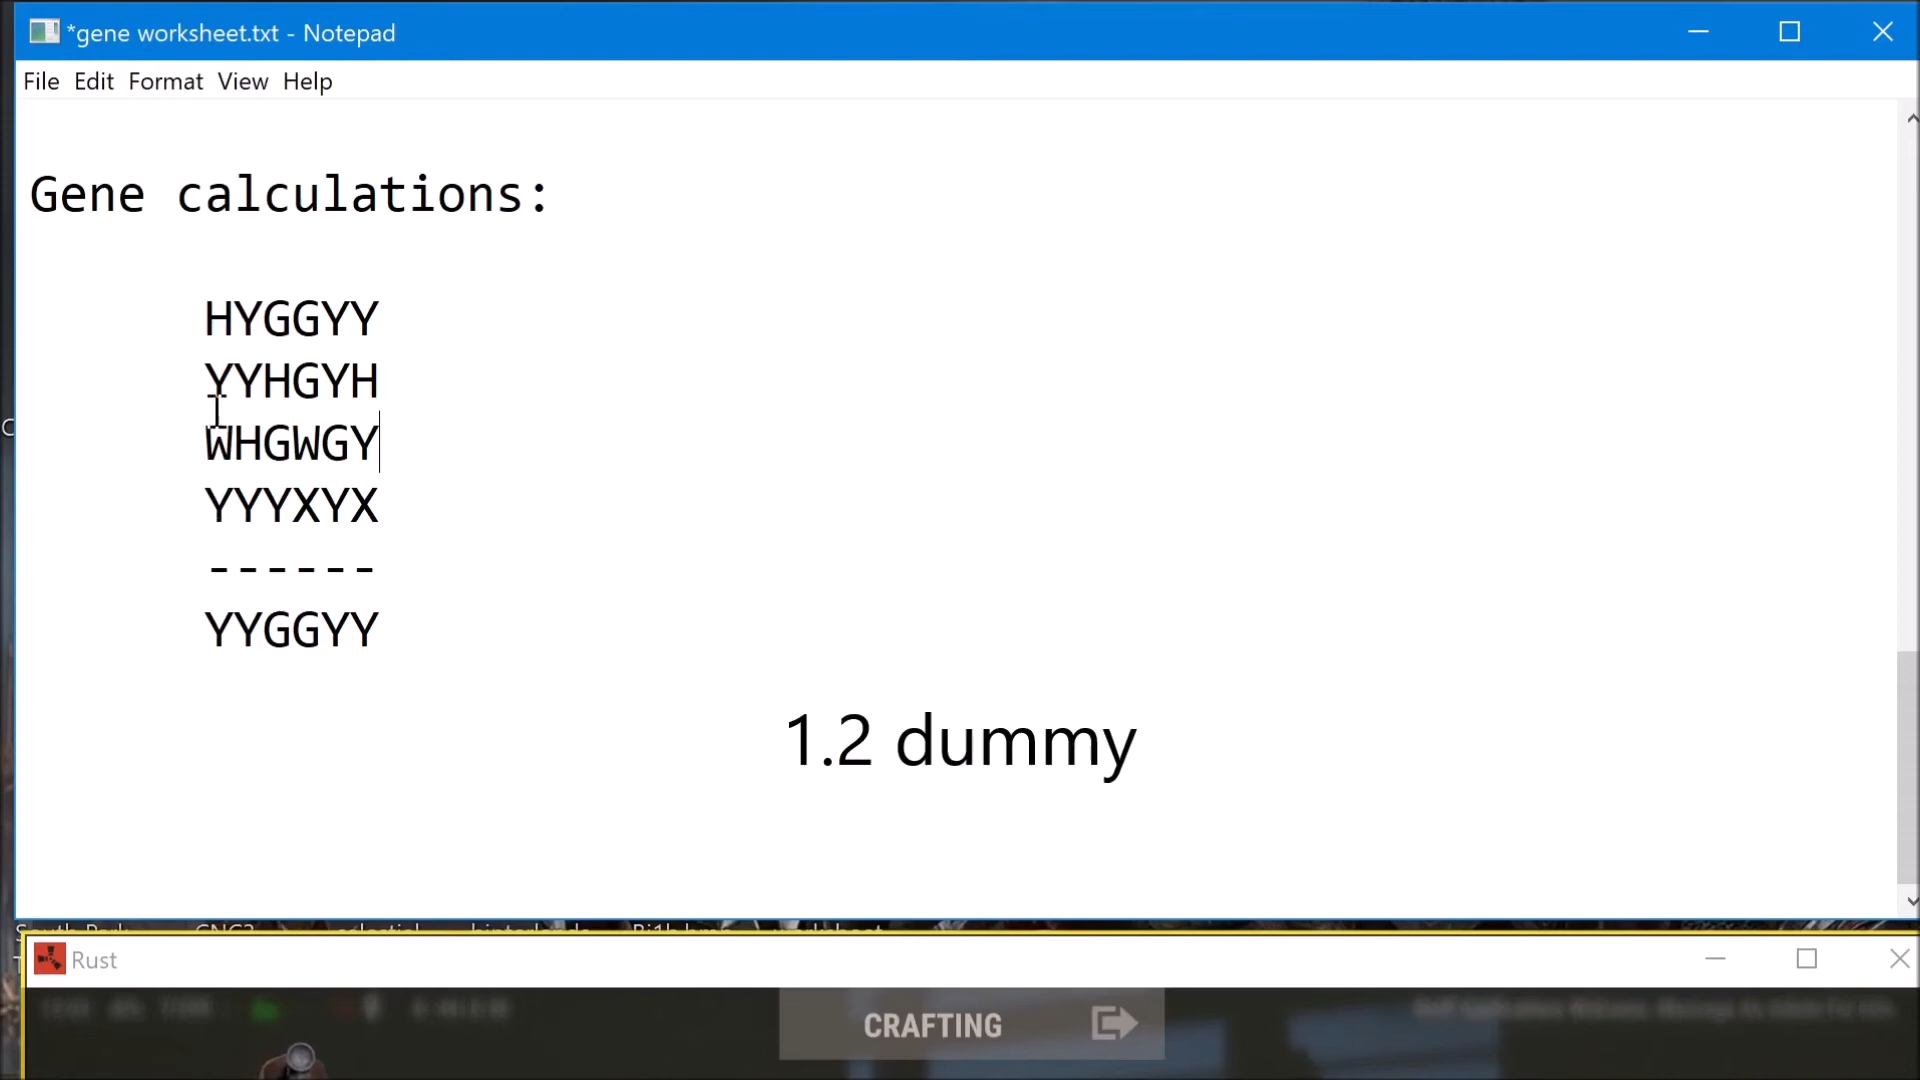 *gene worksheet.txt - Notepad
File Edit Format View Help
Gene calculations:
HYGGYY
YYHGYH
WHGWGY
YYYXYX
------
YYGGYY
1.2 dummy
Rust
CRAFTING